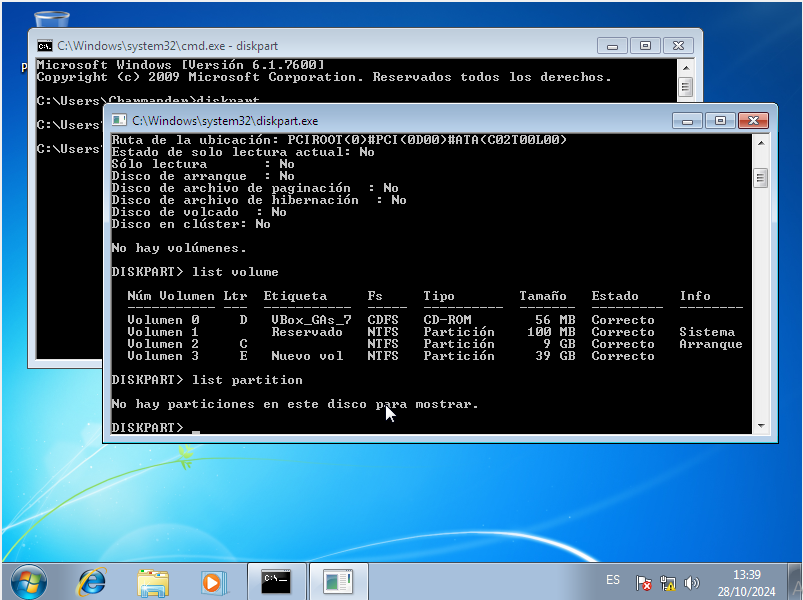 C:\Windows\system32\cmd.exe - diskpart
Microsoft Windows [Versión 6.1.7600]
Copyright (c) 2009 Microsoft Corporation. Reservados todos los derechos.
C:\Users\Charmander>diskpart
C:\Users
C:\Users
C:\Windows\system32\diskpart.exe
Ruta de la ubicación: PCIROOT(0)#PCI(0D00)#ATA(C02T00L00)
Estado de solo lectura actual: No
Sólo lectura       : No
Disco de arranque  : No
Disco de archivo de paginación  : No
Disco de archivo de hibernación  : No
Disco de volcado  : No
Disco en clúster: No
No hay volúmenes.
DISKPART> list volume
Núm Volumen Ltr  Etiqueta     Fs     Tipo        Tamaño   Estado     Info
----------- ---  -----------  -----  ----------  -------  ---------  --------
Volumen 0     D   VBox_GAs_7  CDFS   CD-ROM        56 MB  Correcto
Volumen 1         Reservado   NTFS   Partición    100 MB  Correcto   Sistema
Volumen 2     C               NTFS   Partición      9 GB  Correcto   Arranque
Volumen 3     E   Nuevo vol   NTFS   Partición     39 GB  Correcto
DISKPART> list partition
No hay particiones en este disco para mostrar.
DISKPART> _
ES
13:39
28/10/2024